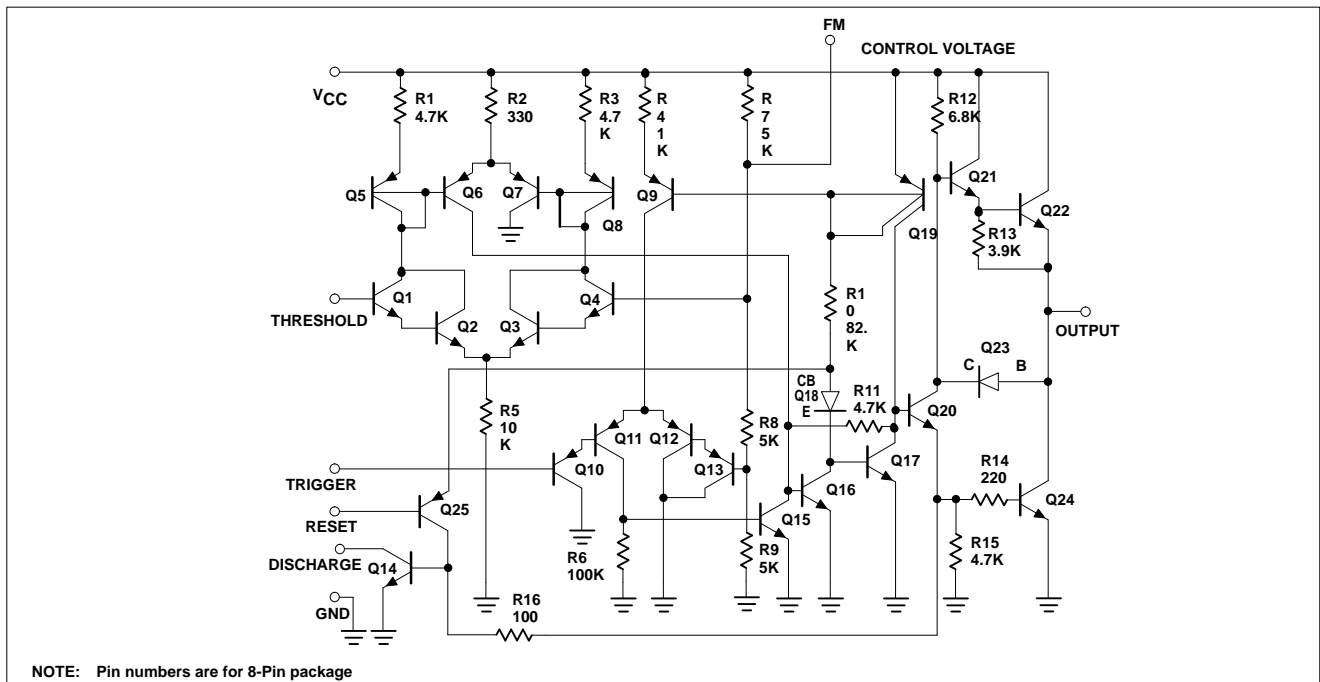 FM
CONTROL VOLTAGE
VCC
R1
4.7K
R2
330
R3
4.7
K
R
4
1
K
R
7
5
K
R12
6.8K
Q5
Q6
Q7
Q8
Q9
Q19
Q21
Q22
R13
3.9K
Q1
Q2
Q3
Q4
THRESHOLD
R1
0
82.
K
OUTPUT
Q23
C
B
CB
Q18
E
R11
4.7K
Q20
R5
10
K
R8
5K
Q11
Q12
Q10
Q13
Q17
Q16
R14
220
Q24
TRIGGER
Q25
RESET
Q15
DISCHARGE
Q14
R6
100K
R9
5K
R15
4.7K
GND
R16
100
NOTE: Pin numbers are for 8-Pin package